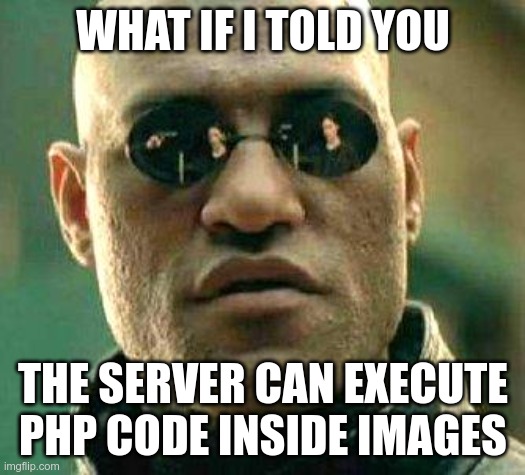 WHAT IF I TOLD YOU
THE SERVER CAN EXECUTE
PHP CODE INSIDE IMAGES
imgflip.com